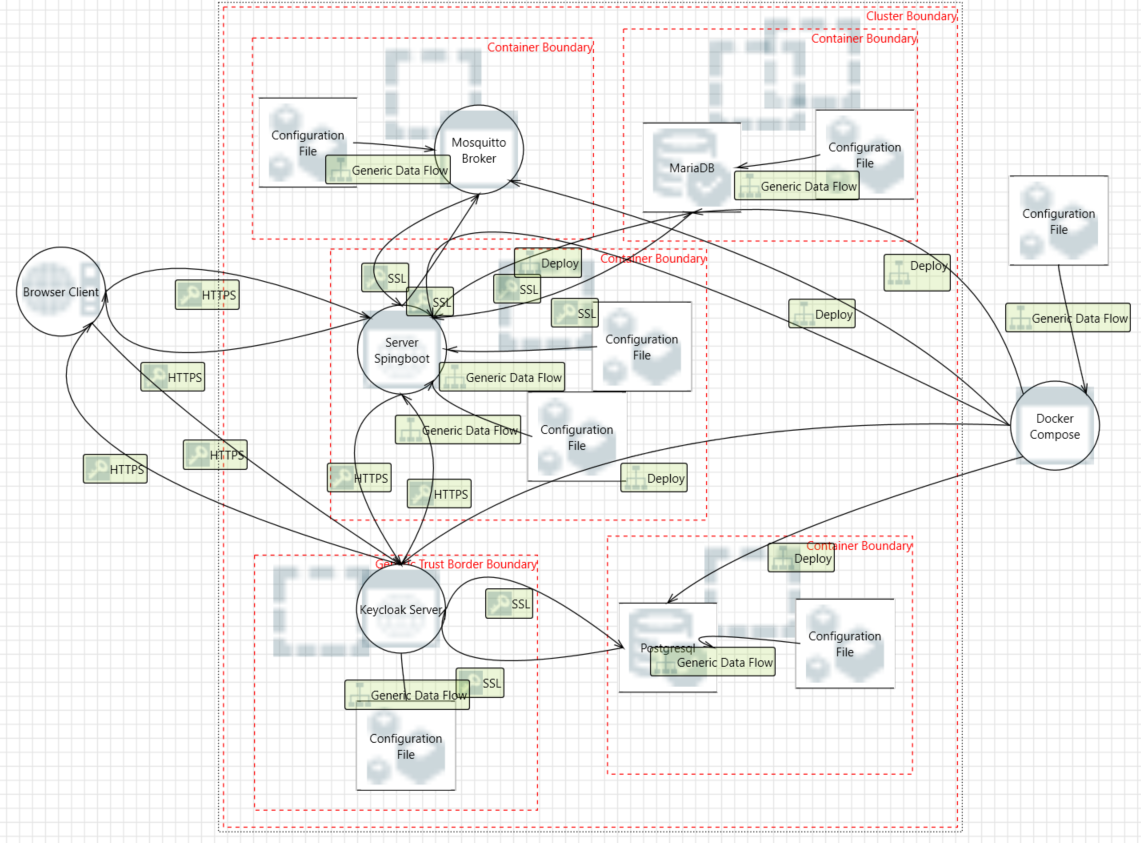 Cluster Boundary
Container Boundary
Container Boundary
Configuration
File
Mosquitto
Broker
Generic Data Flow
MariaDB
Configuration
File
Generic Data Flow
Configuration
File
Generic Data Flow
Browser Client
HTTPS
HTTPS
HTTPS
HTTPS
Container Boundary
SSL
SSL
Deploy
SSL
SSL
Deploy
Deploy
Server
Spingboot
Configuration
File
Generic Data Flow
Generic Data Flow
Configuration
File
HTTPS
HTTPS
Deploy
Docker
Compose
Generic Trust Border Boundary
Keycloak Server
SSL
SSL
Generic Data Flow
Configuration
File
Container Boundary
Deploy
Postgresql
Generic Data Flow
Configuration
File